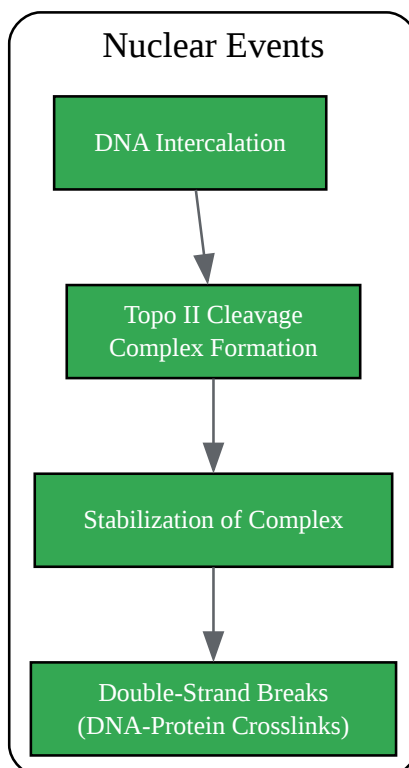 Nuclear Events
DNA Intercalation
Topo II Cleavage
Complex Formation
Stabilization of Complex
Double-Strand Breaks
(DNA-Protein Crosslinks)